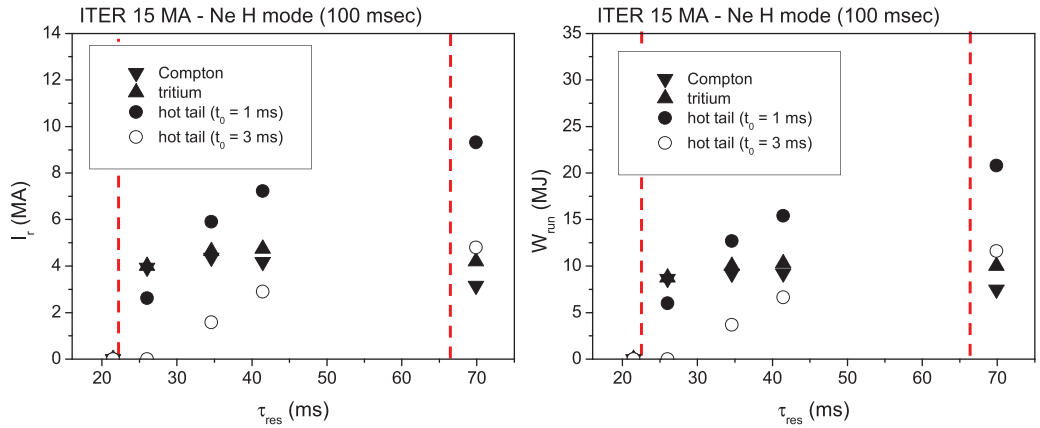 ITER 15 MA - Ne H mode (100 msec)
14
12
10
8
6
4
2
0
I_r (MA)
Compton
tritium
hot tail (t_0 = 1 ms)
hot tail (t_0 = 3 ms)
20 30 40 50 60 70
τ_res (ms)
ITER 15 MA - Ne H mode (100 msec)
35
30
25
20
15
10
5
0
W_run (MJ)
Compton
tritium
hot tail (t_0 = 1 ms)
hot tail (t_0 = 3 ms)
20 30 40 50 60 70
τ_res (ms)